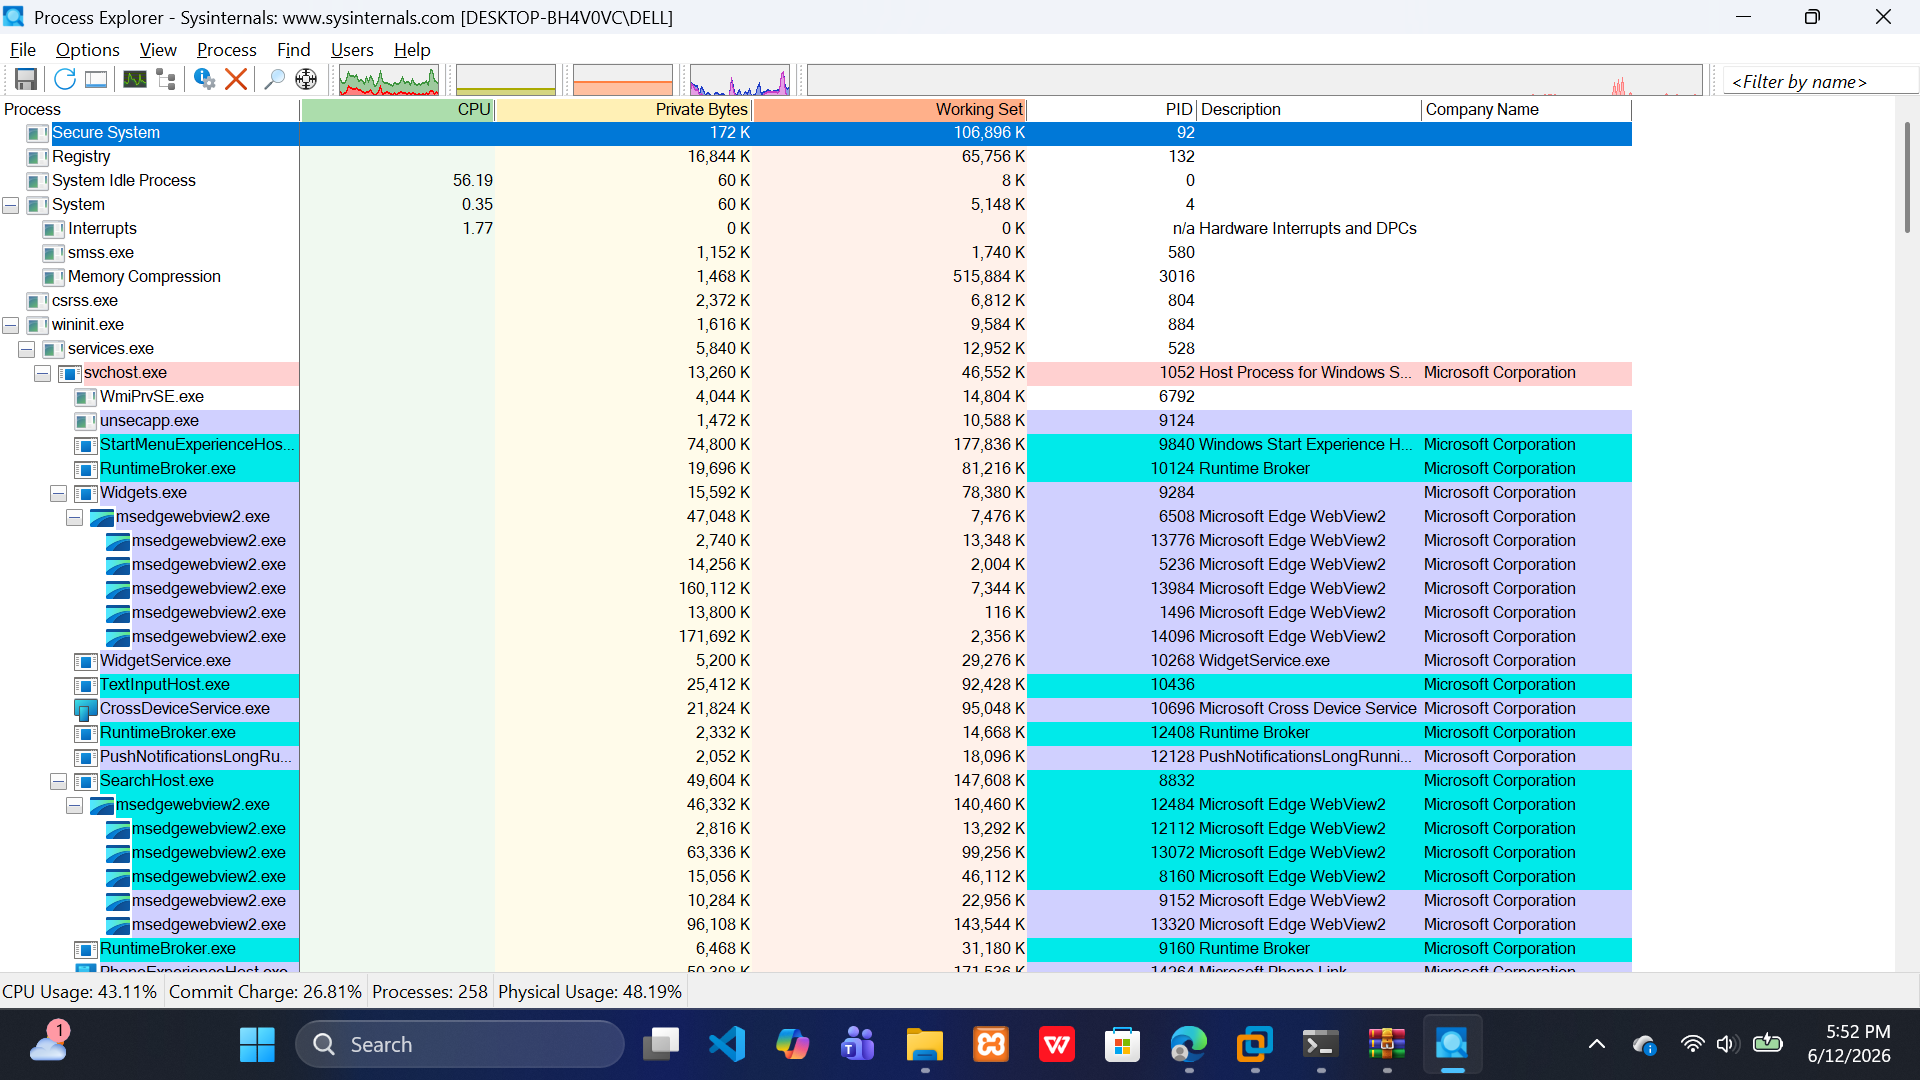 Process Explorer - Sysinternals: www.sysinternals.com [DESKTOP-BH4V0VC\DELL]
File Options View Process Find Users Help
<Filter by name>
Process CPU Private Bytes Working Set PID Description Company Name
Secure System 172 K 106,896 K 92
Registry 16,844 K 65,756 K 132
System Idle Process 56.19 60 K 8 K 0
System 0.35 60 K 5,148 K 4
Interrupts 1.77 0 K 0 K n/a Hardware Interrupts and DPCs
smss.exe 1,152 K 1,740 K 580
Memory Compression 1,468 K 515,884 K 3016
csrss.exe 2,372 K 6,812 K 804
wininit.exe 1,616 K 9,584 K 884
services.exe 5,840 K 12,952 K 528
svchost.exe 13,260 K 46,552 K 1052 Host Process for Windows S... Microsoft Corporation
WmiPrvSE.exe 4,044 K 14,804 K 6792
unsecapp.exe 1,472 K 10,588 K 9124
StartMenuExperienceHos... 74,800 K 177,836 K 9840 Windows Start Experience H... Microsoft Corporation
RuntimeBroker.exe 19,696 K 81,216 K 10124 Runtime Broker Microsoft Corporation
Widgets.exe 15,592 K 78,380 K 9284 Microsoft Corporation
msedgewebview2.exe 47,048 K 7,476 K 6508 Microsoft Edge WebView2 Microsoft Corporation
msedgewebview2.exe 2,740 K 13,348 K 13776 Microsoft Edge WebView2 Microsoft Corporation
msedgewebview2.exe 14,256 K 2,004 K 5236 Microsoft Edge WebView2 Microsoft Corporation
msedgewebview2.exe 160,112 K 7,344 K 13984 Microsoft Edge WebView2 Microsoft Corporation
msedgewebview2.exe 13,800 K 116 K 1496 Microsoft Edge WebView2 Microsoft Corporation
msedgewebview2.exe 171,692 K 2,356 K 14096 Microsoft Edge WebView2 Microsoft Corporation
WidgetService.exe 5,200 K 29,276 K 10268 WidgetService.exe Microsoft Corporation
TextInputHost.exe 25,412 K 92,428 K 10436 Microsoft Corporation
CrossDeviceService.exe 21,824 K 95,048 K 10696 Microsoft Cross Device Service Microsoft Corporation
RuntimeBroker.exe 2,332 K 14,668 K 12408 Runtime Broker Microsoft Corporation
PushNotificationsLongRu... 2,052 K 18,096 K 12128 PushNotificationsLongRunni... Microsoft Corporation
SearchHost.exe 49,604 K 147,608 K 8832 Microsoft Corporation
msedgewebview2.exe 46,332 K 140,460 K 12484 Microsoft Edge WebView2 Microsoft Corporation
msedgewebview2.exe 2,816 K 13,292 K 12112 Microsoft Edge WebView2 Microsoft Corporation
msedgewebview2.exe 63,336 K 99,256 K 13072 Microsoft Edge WebView2 Microsoft Corporation
msedgewebview2.exe 15,056 K 46,112 K 8160 Microsoft Edge WebView2 Microsoft Corporation
msedgewebview2.exe 10,284 K 22,956 K 9152 Microsoft Edge WebView2 Microsoft Corporation
msedgewebview2.exe 96,108 K 143,544 K 13320 Microsoft Edge WebView2 Microsoft Corporation
RuntimeBroker.exe 6,468 K 31,180 K 9160 Runtime Broker Microsoft Corporation
PhoneExperienceHost.exe 50,308 K 171,536 K 14264 Microsoft Phone Link Microsoft Corporation
CPU Usage: 43.11% Commit Charge: 26.81% Processes: 258 Physical Usage: 48.19%
1 Search 5:52 PM
6/12/2026